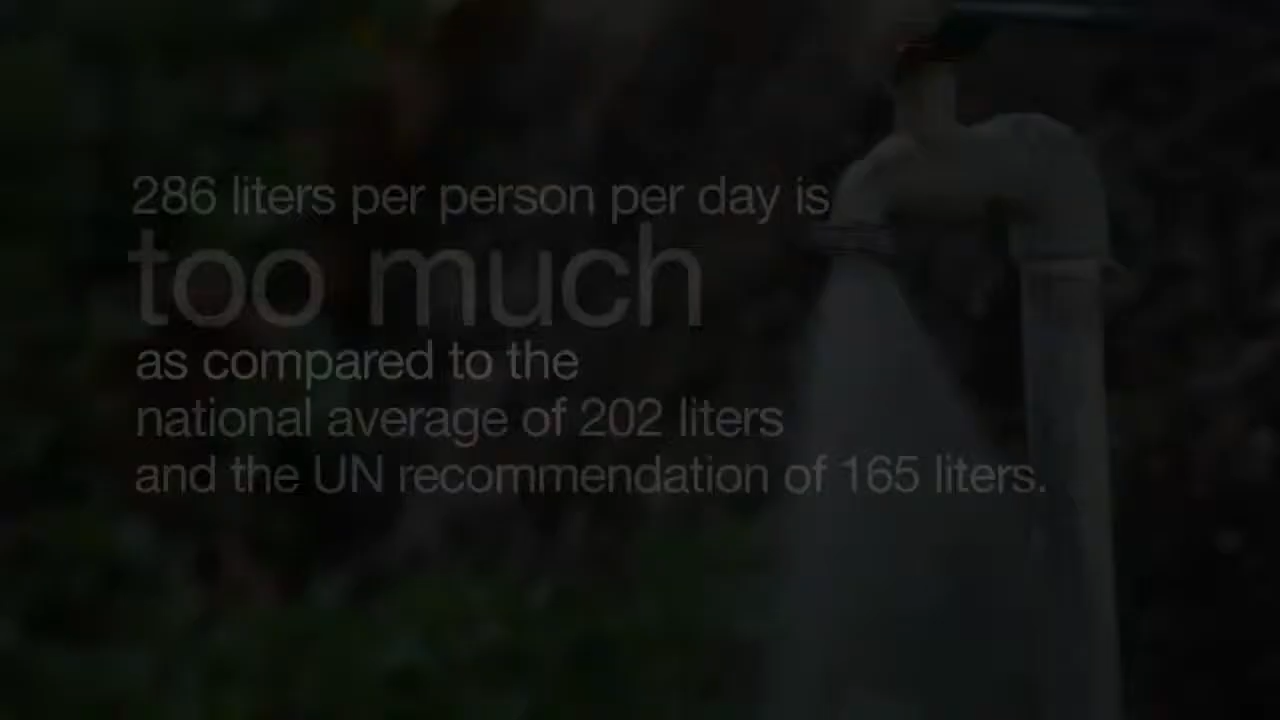 286 liters per person per day is
too much
as compared to the
national average of 202 liters
and the UN recommendation of 165 liters.